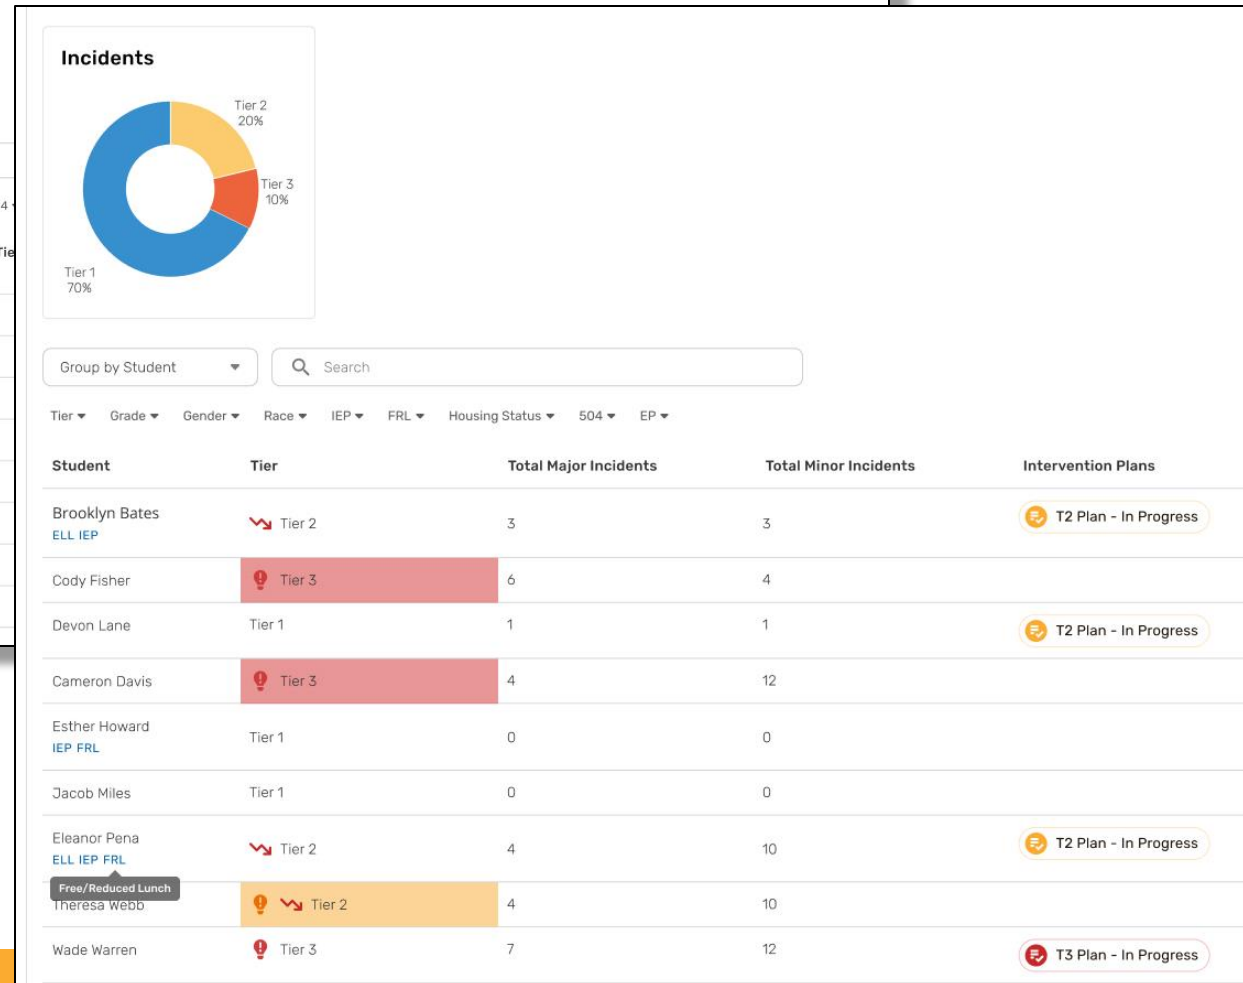 Incidents
Tier 2
20%
Tier 3
10%
Tier 1
70%
4
Tie
Group by Student
Search
Tier Grade Gender Race IEP FRL Housing Status 504 EP
Student Tier Total Major Incidents Total Minor Incidents Intervention Plans
Brooklyn Bates Tier 2 3 3 T2 Plan - In Progress
ELL IEP
Cody Fisher Tier 3 6 4
Devon Lane Tier 1 1 1 T2 Plan - In Progress
Cameron Davis Tier 3 4 12
Esther Howard Tier 1 0 0
IEP FRL
Jacob Miles Tier 1 0 0
Eleanor Pena Tier 2 4 10 T2 Plan - In Progress
ELL IEP FRL
Free/Reduced Lunch
Theresa Webb Tier 2 4 10
Wade Warren Tier 3 7 12 T3 Plan - In Progress